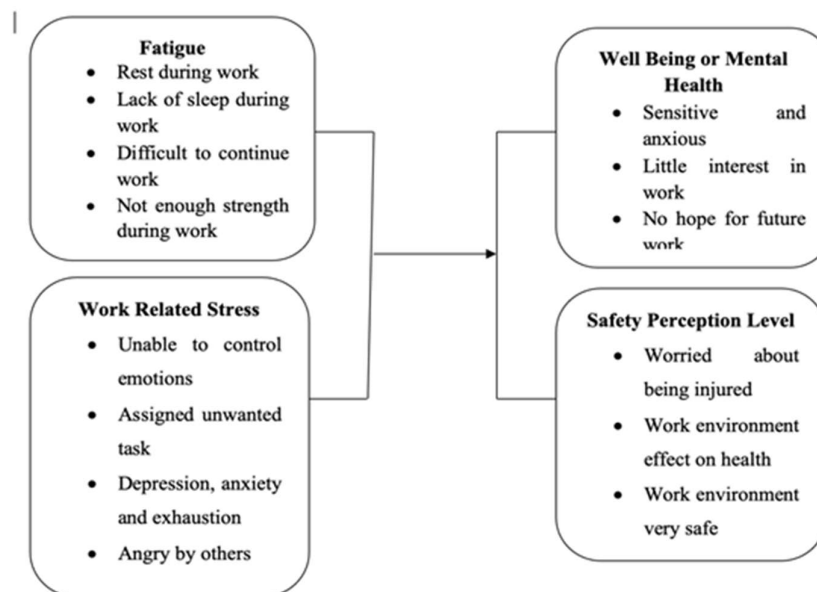 Fatigue
• Rest during work
• Lack of sleep during
work
• Difficult to continue
work
• Not enough strength
during work
Work Related Stress
• Unable to control
emotions
• Assigned unwanted
task
• Depression, anxiety
and exhaustion
• Angry by others
Well Being or Mental
Health
• Sensitive and
anxious
• Little interest in
work
• No hope for future
work
Safety Perception Level
• Worried about
being injured
• Work environment
effect on health
• Work environment
very safe